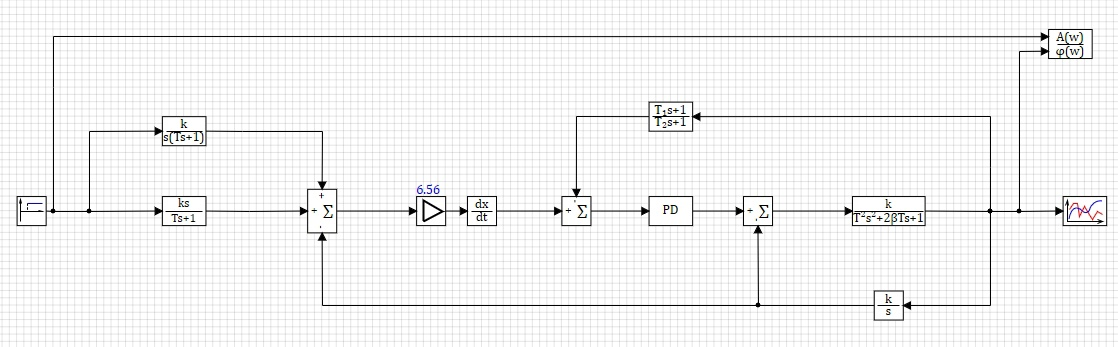 A(w)
φ(w)
k
s(Ts+1)
T₁s+1
T₂s+1
6.56
ks
Ts+1
+
+ Σ
-
dx
dt
-
+ Σ
PD
+ Σ
-
k
T²s²+2βTs+1
k
s